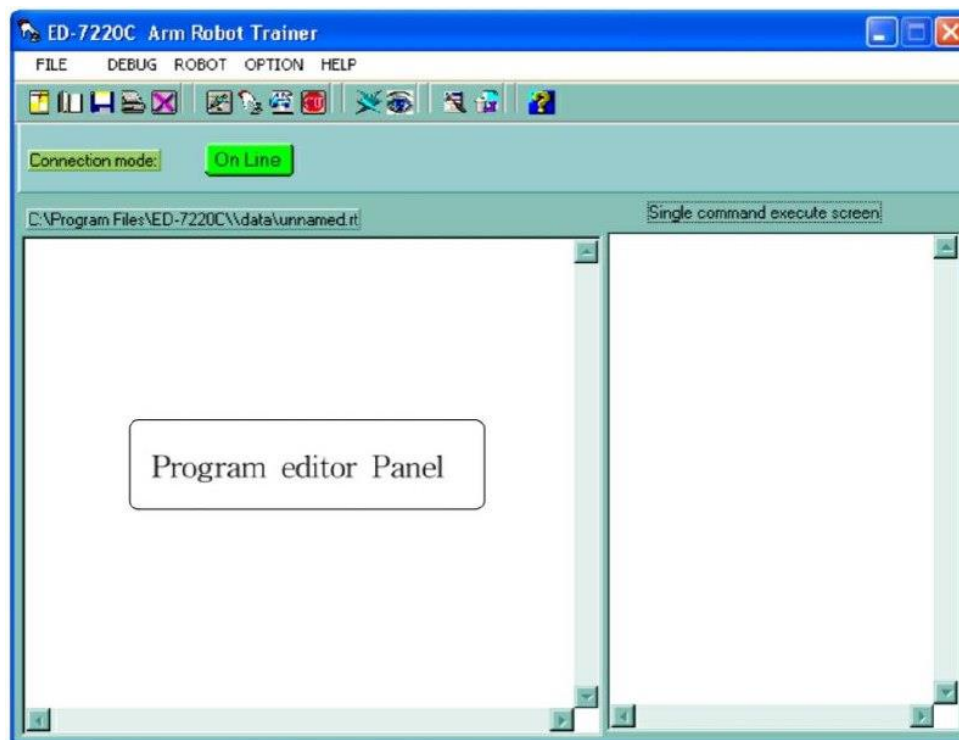 ED-7220C Arm Robot Trainer
FILE DEBUG ROBOT OPTION HELP
Connection mode: On Line
C:\Program Files\ED-7220C\\data\unnamed.rt
Single command execute screen
Program editor Panel